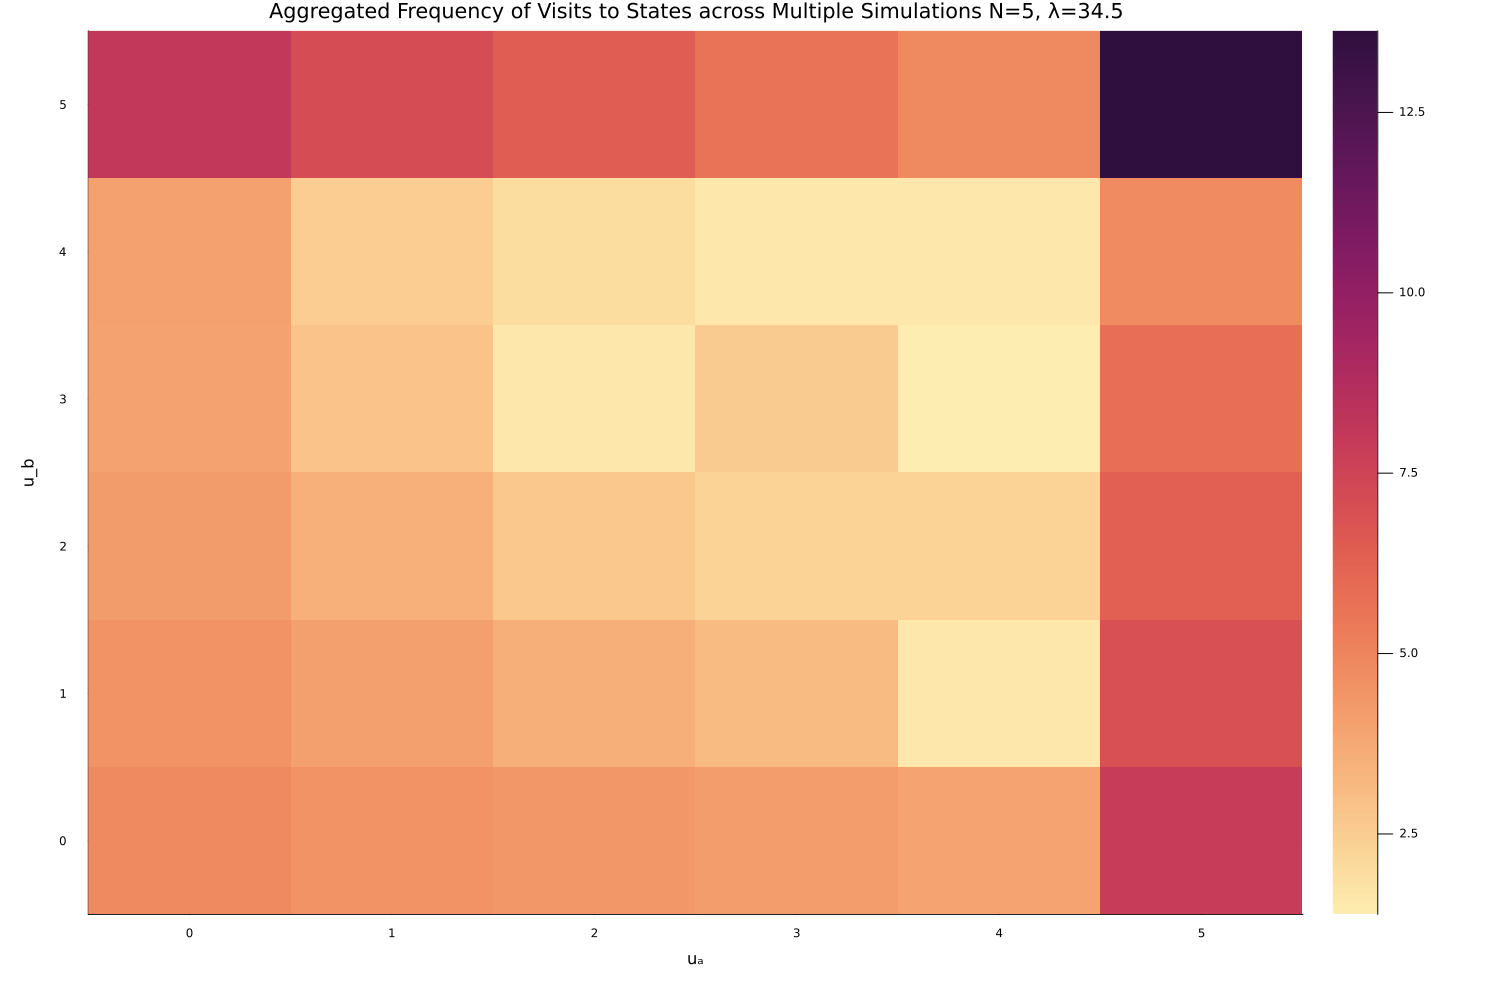 Aggregated Frequency of Visits to States across Multiple Simulations N=5, λ=34.5
5
4
3
2
1
0
u_b
0 1 2 3 4 5
uₐ
12.5
10.0
7.5
5.0
2.5